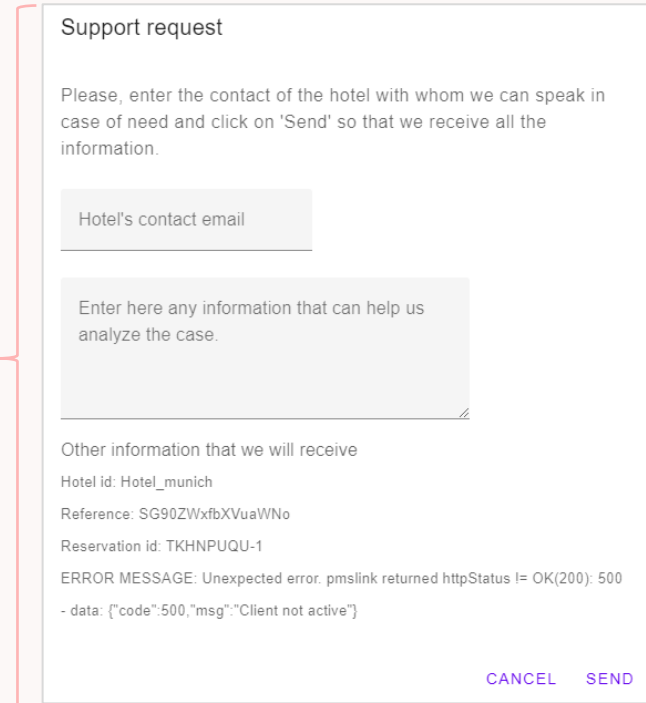 Support request
Please, enter the contact of the hotel with whom we can speak in
case of need and click on 'Send' so that we receive all the
information.
Hotel's contact email
Enter here any information that can help us
analyze the case.
Other information that we will receive
Hotel id: Hotel_munich
Reference: SG90ZWxfbXVuaWNo
Reservation id: TKHNPUQU-1
ERROR MESSAGE: Unexpected error. pmslink returned httpStatus != OK(200): 500
- data: {"code":500,"msg":"Client not active"}
CANCEL SEND